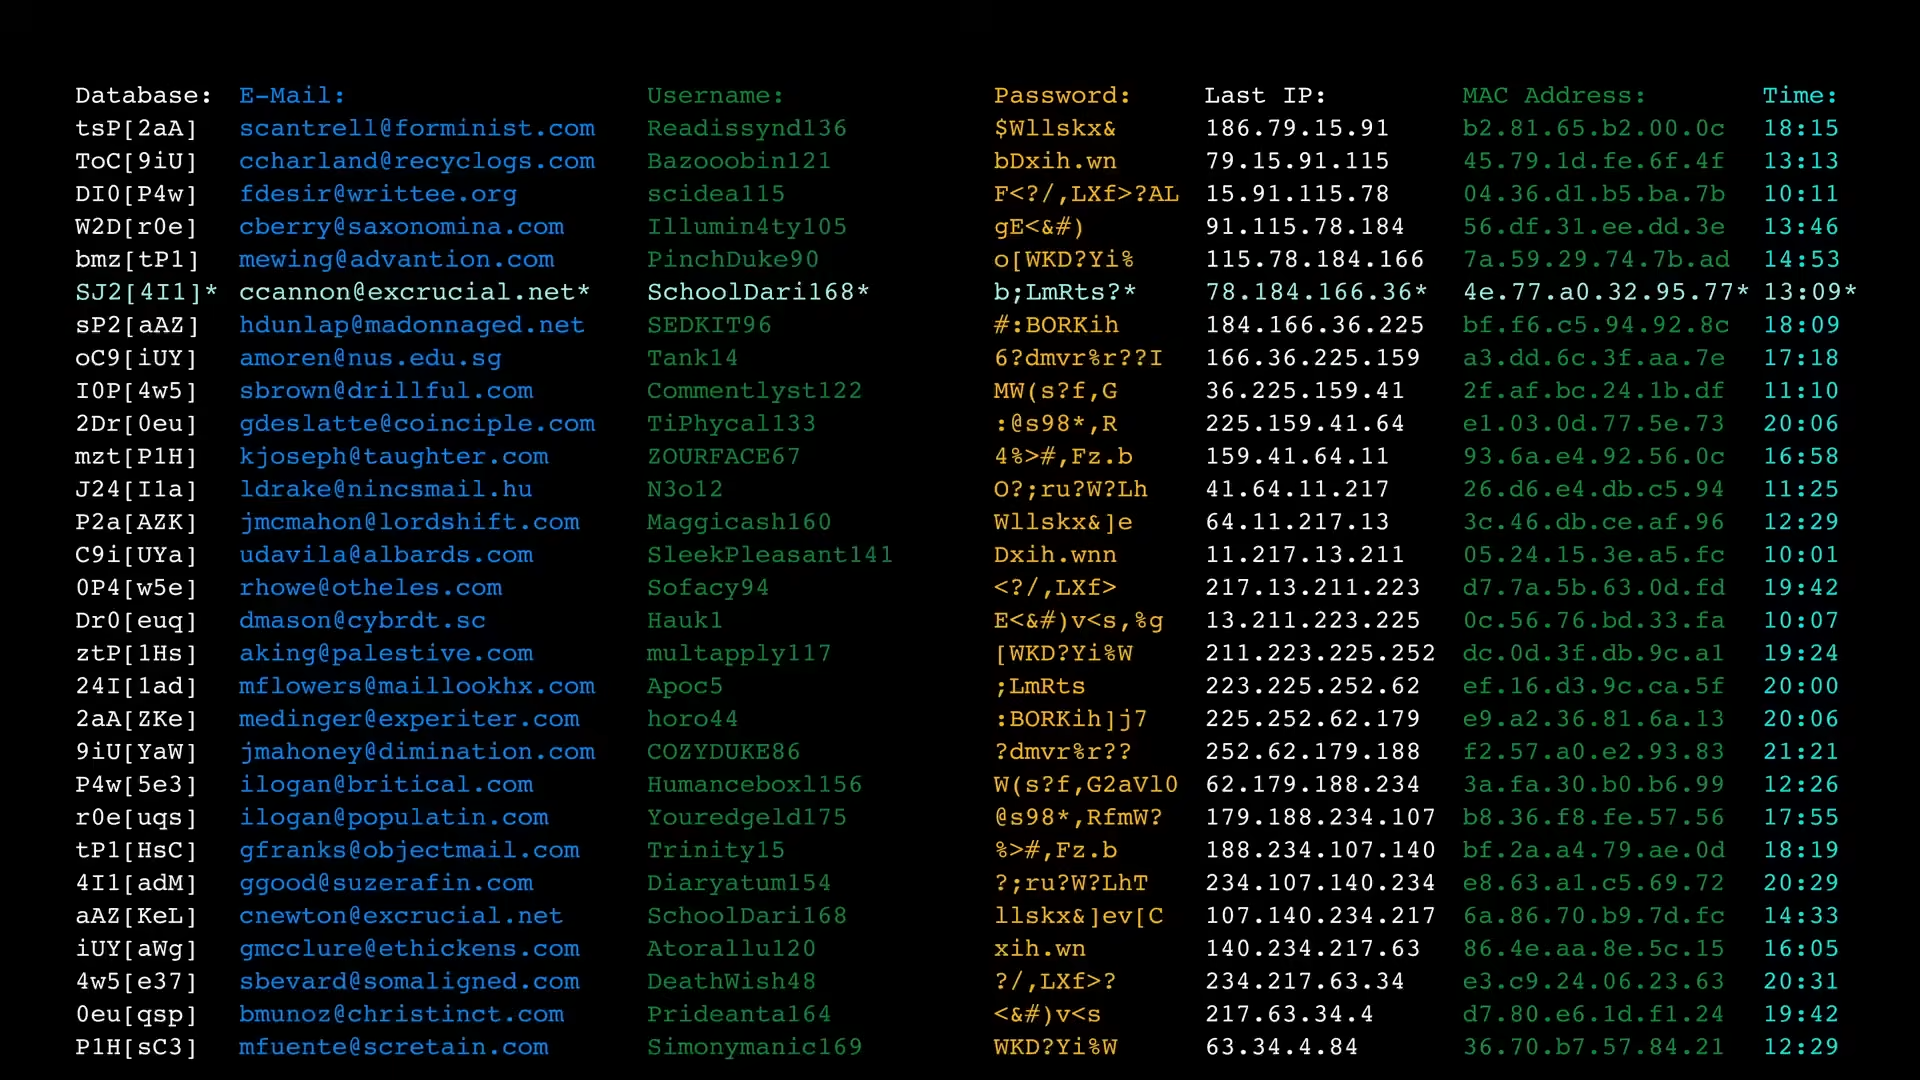 Database: E-Mail: Username: Password: Last IP: MAC Address: Time:
tsP[2aA] scantrell@forminist.com Readissynd136 $Wllskx& 186.79.15.91 b2.81.65.b2.00.0c 18:15
ToC[9iU] ccharland@recyclogs.com Bazooobin121 bDxih.wn 79.15.91.115 45.79.1d.fe.6f.4f 13:13
DI0[P4w] fdesir@writtee.org scidea115 F<?/,LXf>?AL 15.91.115.78 04.36.d1.b5.ba.7b 10:11
W2D[r0e] cberry@saxonomina.com Illumin4ty105 gE<&#) 91.115.78.184 56.df.31.ee.dd.3e 13:46
bmz[tP1] mewing@advantion.com PinchDuke90 o[WKD?Yi% 115.78.184.166 7a.59.29.74.7b.ad 14:53
SJ2[4I1]* ccannon@excrucial.net* SchoolDari168* b;LmRts?* 78.184.166.36* 4e.77.a0.32.95.77* 13:09*
sP2[aAZ] hdunlap@madonnaged.net SEDKIT96 #:BORKih 184.166.36.225 bf.f6.c5.94.92.8c 18:09
oC9[iUY] amoren@nus.edu.sg Tank14 6?dmvr%r??I 166.36.225.159 a3.dd.6c.3f.aa.7e 17:18
I0P[4w5] sbrown@drillful.com Commentlyst122 MW(s?f,G 36.225.159.41 2f.af.bc.24.1b.df 11:10
2Dr[0eu] gdeslatte@coinciple.com TiPhycal133 :@s98*,R 225.159.41.64 e1.03.0d.77.5e.73 20:06
mzt[P1H] kjoseph@taughter.com ZOURFACE67 4%>#,Fz.b 159.41.64.11 93.6a.e4.92.56.0c 16:58
J24[I1a] ldrake@nincsmail.hu N3o12 O?;ru?W?Lh 41.64.11.217 26.d6.e4.db.c5.94 11:25
P2a[AZK] jmcmahon@lordshift.com Maggicash160 Wllskx&]e 64.11.217.13 3c.46.db.ce.af.96 12:29
C9i[UYa] udavila@albards.com SleekPleasant141 Dxih.wnn 11.217.13.211 05.24.15.3e.a5.fc 10:01
0P4[w5e] rhowe@otheles.com Sofacy94 <?/,LXf> 217.13.211.223 d7.7a.5b.63.0d.fd 19:42
Dr0[euq] dmason@cybrdt.sc Hauk1 E<&#)v<s,%g 13.211.223.225 0c.56.76.bd.33.fa 10:07
ztP[1Hs] aking@palestive.com multapply117 [WKD?Yi%W 211.223.225.252 dc.0d.3f.db.9c.a1 19:24
24I[1ad] mflowers@maillookhx.com Apoc5 ;LmRts 223.225.252.62 ef.16.d3.9c.ca.5f 20:00
2aA[ZKe] medinger@experiter.com horo44 :BORKih]j7 225.252.62.179 e9.a2.36.81.6a.13 20:06
9iU[YaW] jmahoney@dimination.com COZYDUKE86 ?dmvr%r?? 252.62.179.188 f2.57.a0.e2.93.83 21:21
P4w[5e3] ilogan@britical.com Humanceboxl156 W(s?f,G2aVl0 62.179.188.234 3a.fa.30.b0.b6.99 12:26
r0e[uqs] ilogan@populatin.com Youredgeld175 @s98*,RfmW? 179.188.234.107 b8.36.f8.fe.57.56 17:55
tP1[HsC] gfranks@objectmail.com Trinity15 %>#,Fz.b 188.234.107.140 bf.2a.a4.79.ae.0d 18:19
4I1[adM] ggood@suzerafin.com Diaryatum154 ?;ru?W?LhT 234.107.140.234 e8.63.a1.c5.69.72 20:29
aAZ[KeL] cnewton@excrucial.net SchoolDari168 llskx&]ev[C 107.140.234.217 6a.86.70.b9.7d.fc 14:33
iUY[aWg] gmcclure@ethickens.com Atorallu120 xih.wn 140.234.217.63 86.4e.aa.8e.5c.15 16:05
4w5[e37] sbevard@somaligned.com DeathWish48 ?/,LXf>? 234.217.63.34 e3.c9.24.06.23.63 20:31
0eu[qsp] bmunoz@christinct.com Prideanta164 <&#)v<s 217.63.34.4 d7.80.e6.1d.f1.24 19:42
P1H[sC3] mfuente@scretain.com Simonymanic169 WKD?Yi%W 63.34.4.84 36.70.b7.57.84.21 12:29